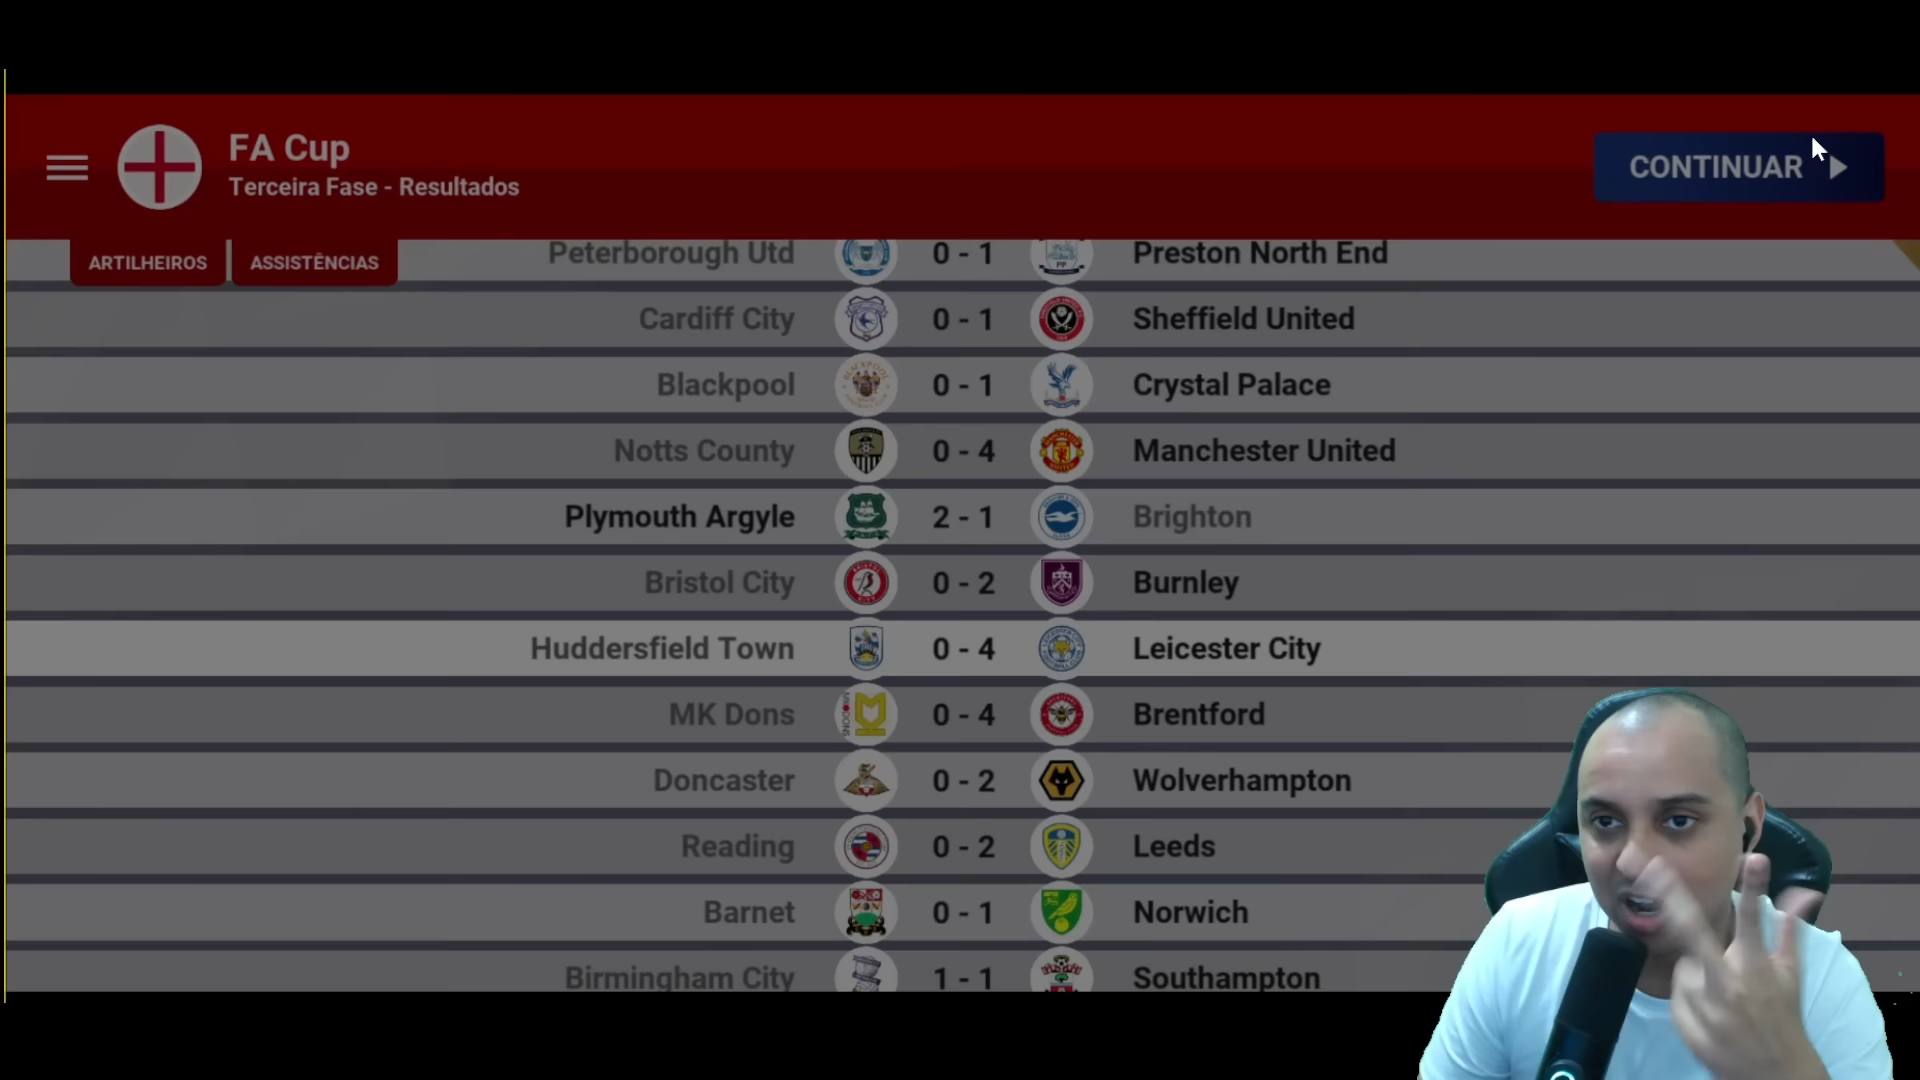 FA Cup
Terceira Fase - Resultados
CONTINUAR
ARTILHEIROS
ASSISTÊNCIAS
Peterborough Utd 0 - 1 Preston North End
Cardiff City 0 - 1 Sheffield United
Blackpool 0 - 1 Crystal Palace
Notts County 0 - 4 Manchester United
Plymouth Argyle 2 - 1 Brighton
Bristol City 0 - 2 Burnley
Huddersfield Town 0 - 4 Leicester City
MK Dons 0 - 4 Brentford
Doncaster 0 - 2 Wolverhampton
Reading 0 - 2 Leeds
Barnet 0 - 1 Norwich
Birmingham City 1 - 1 Southampton